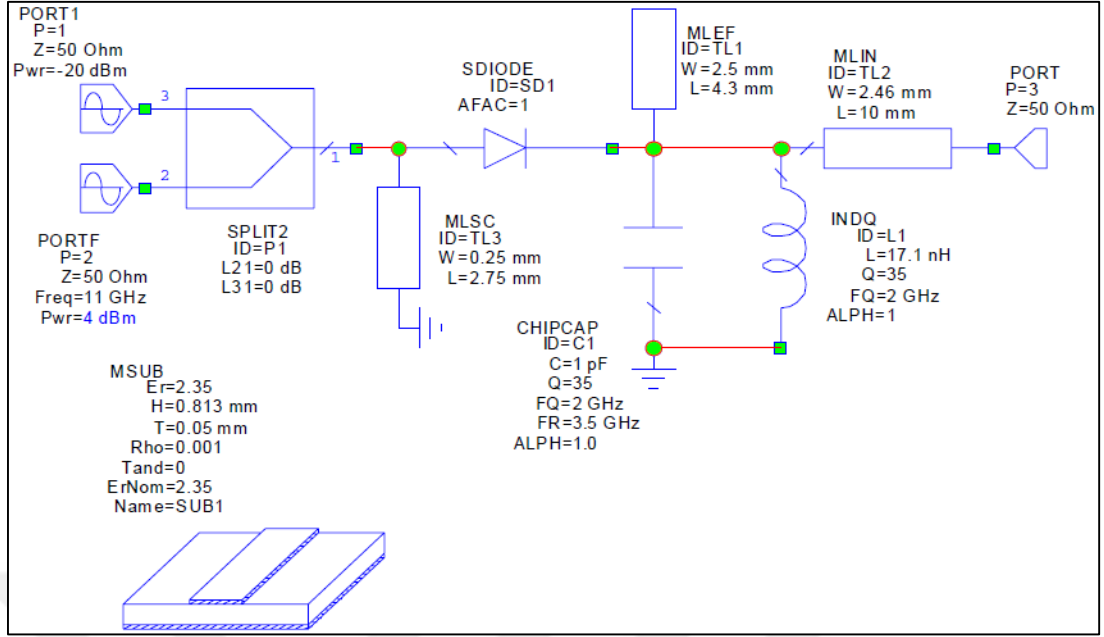 PORT1
P=1
Z=50 Ohm
Pwr=-20 dBm
3
2
1
PORTF
P=2
Z=50 Ohm
Freq=11 GHz
Pwr=4 dBm
SPLIT2
ID=P1
L21=0 dB
L31=0 dB
SDIODE
ID=SD1
AFAC=1
MLSC
ID=TL3
W=0.25 mm
L=2.75 mm
MLEF
ID=TL1
W=2.5 mm
L=4.3 mm
MLIN
ID=TL2
W=2.46 mm
L=10 mm
PORT
P=3
Z=50 Ohm
INDQ
ID=L1
L=17.1 nH
Q=35
FQ=2 GHz
ALPH=1
CHIPCAP
ID=C1
C=1 pF
Q=35
FQ=2 GHz
FR=3.5 GHz
ALPH=1.0
MSUB
Er=2.35
H=0.813 mm
T=0.05 mm
Rho=0.001
Tand=0
ErNom=2.35
Name=SUB1